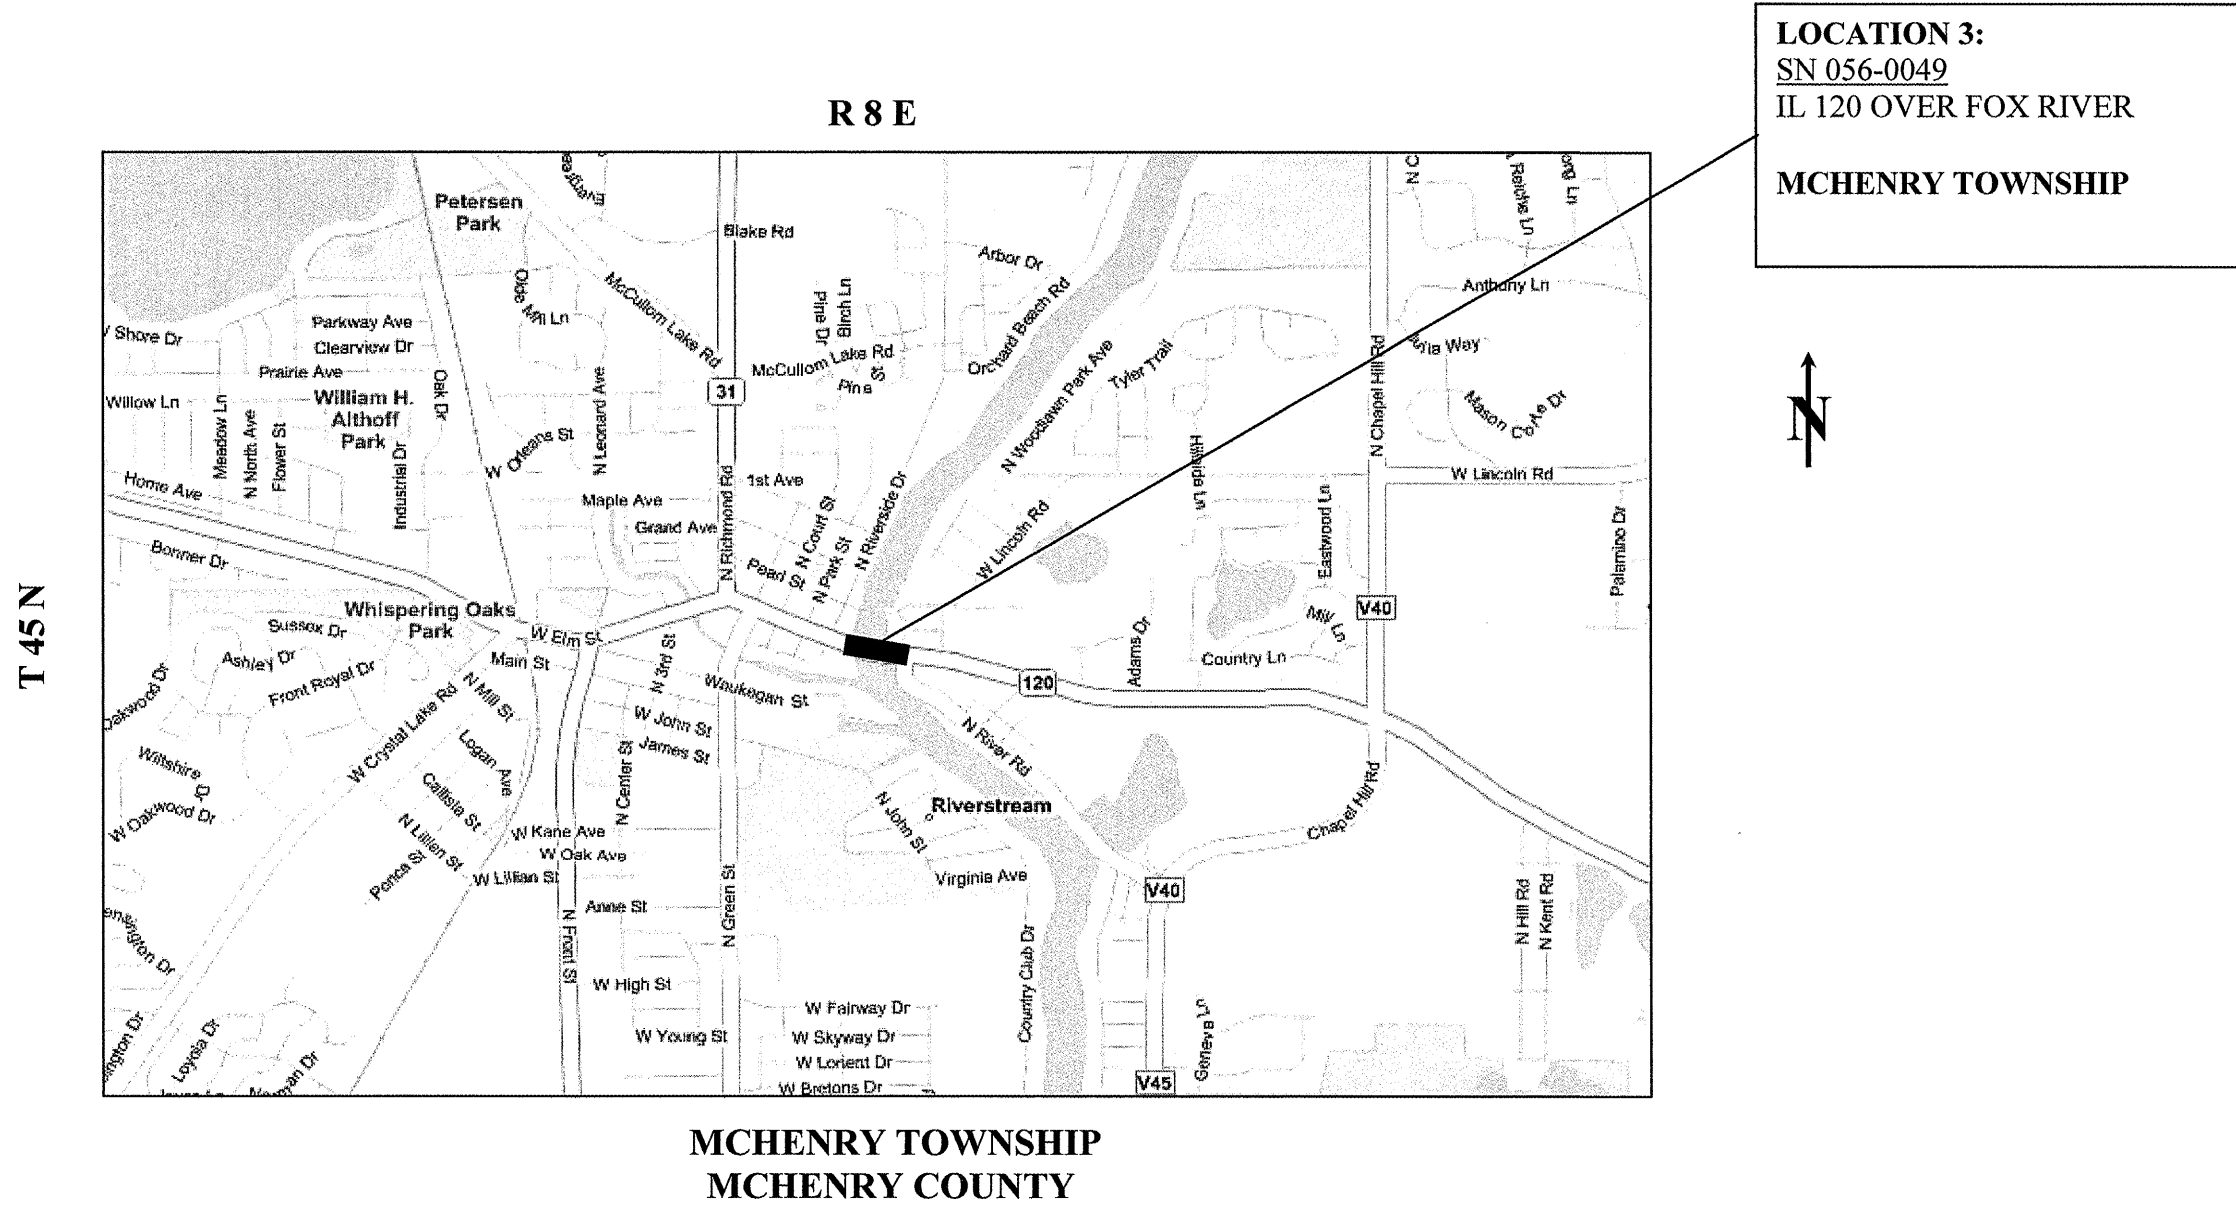 LOCATION 3:
SN 056-0049
IL 120 OVER FOX RIVER
MCHENRY TOWNSHIP
R 8 E
T 45 N
N
Petersen
Park
Blake Rd
Arbor Dr
Anthony Ln
Olde
Mill Ln
McCullom Lake Rd
Pine Dr
Birch Ln
Orchard Beach Rd
Shore Dr
Parkway Ave
Clearview Dr
Prairie Ave
McCullom Lake Rd
Pine
St
N Woodlawn Park Ave
Tyler Trail
N Chapel Hill Rd
Way
Willow Ln
William H.
Althoff
Park
Oak Dr
31
Mason Cove Dr
Meadow Ln
N North Ave
Flower St
Industrial Dr
W Orleans St
N Leonard Ave
Hillside Ln
W Lincoln Rd
Home Ave
Maple Ave
1st Ave
Grand Ave
N Richmond Rd
N Court St
N Riverside Dr
W Lincoln Rd
Eastwood Ln
Palamino Dr
Bonner Dr
Pearl St
N Park St
Whispering Oaks
Park
Sussex Dr
W Elm St
Mill Ln
V40
Ashley Dr
Front Royal Dr
Main St
N 3rd St
Adams Dr
Country Ln
Oakwood Dr
N Mill St
Waukegan St
120
W Crystal Lake Rd
W John St
James St
N River Rd
Wiltshire Dr
Logan Ave
N Center St
Chapel Hill Rd
W Oakwood Dr
Callisia St
N John St
Riverstream
N Lillien St
W Kane Ave
W Oak Ave
Ponca St
W Lillian St
Virginia Ave
V40
Anne St
N Front St
N Green St
N Hill Rd
N Kent Rd
Country Club Dr
W High St
W Fairway Dr
W Young St
W Skyway Dr
W Lorient Dr
W Bretons Dr
Loyola Dr
V45
Geneva Ln
MCHENRY TOWNSHIP
MCHENRY COUNTY